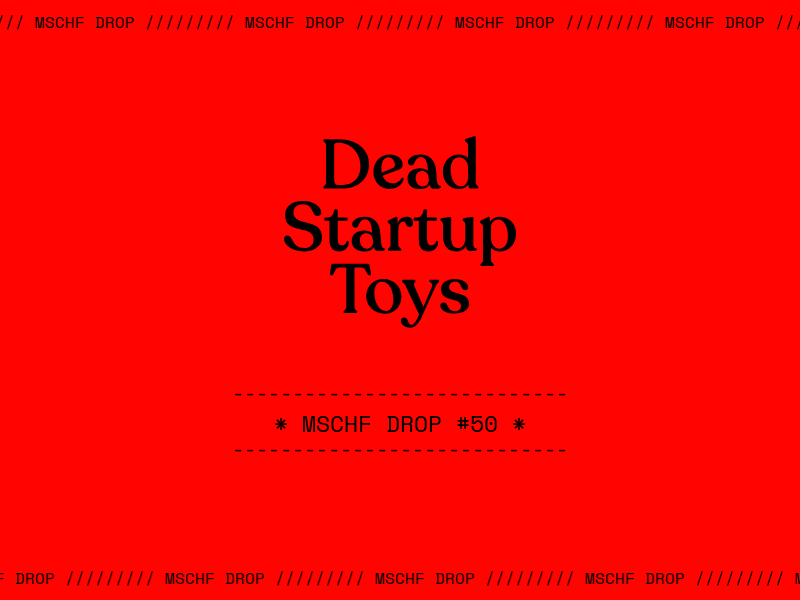 /// MSCHF DROP ///////// MSCHF DROP ///////// MSCHF DROP ///////// MSCHF DROP ///
Dead
Startup
Toys
----------------------------
* MSCHF DROP #50 *
----------------------------
F DROP ///////// MSCHF DROP ///////// MSCHF DROP ///////// MSCHF DROP ///////// M